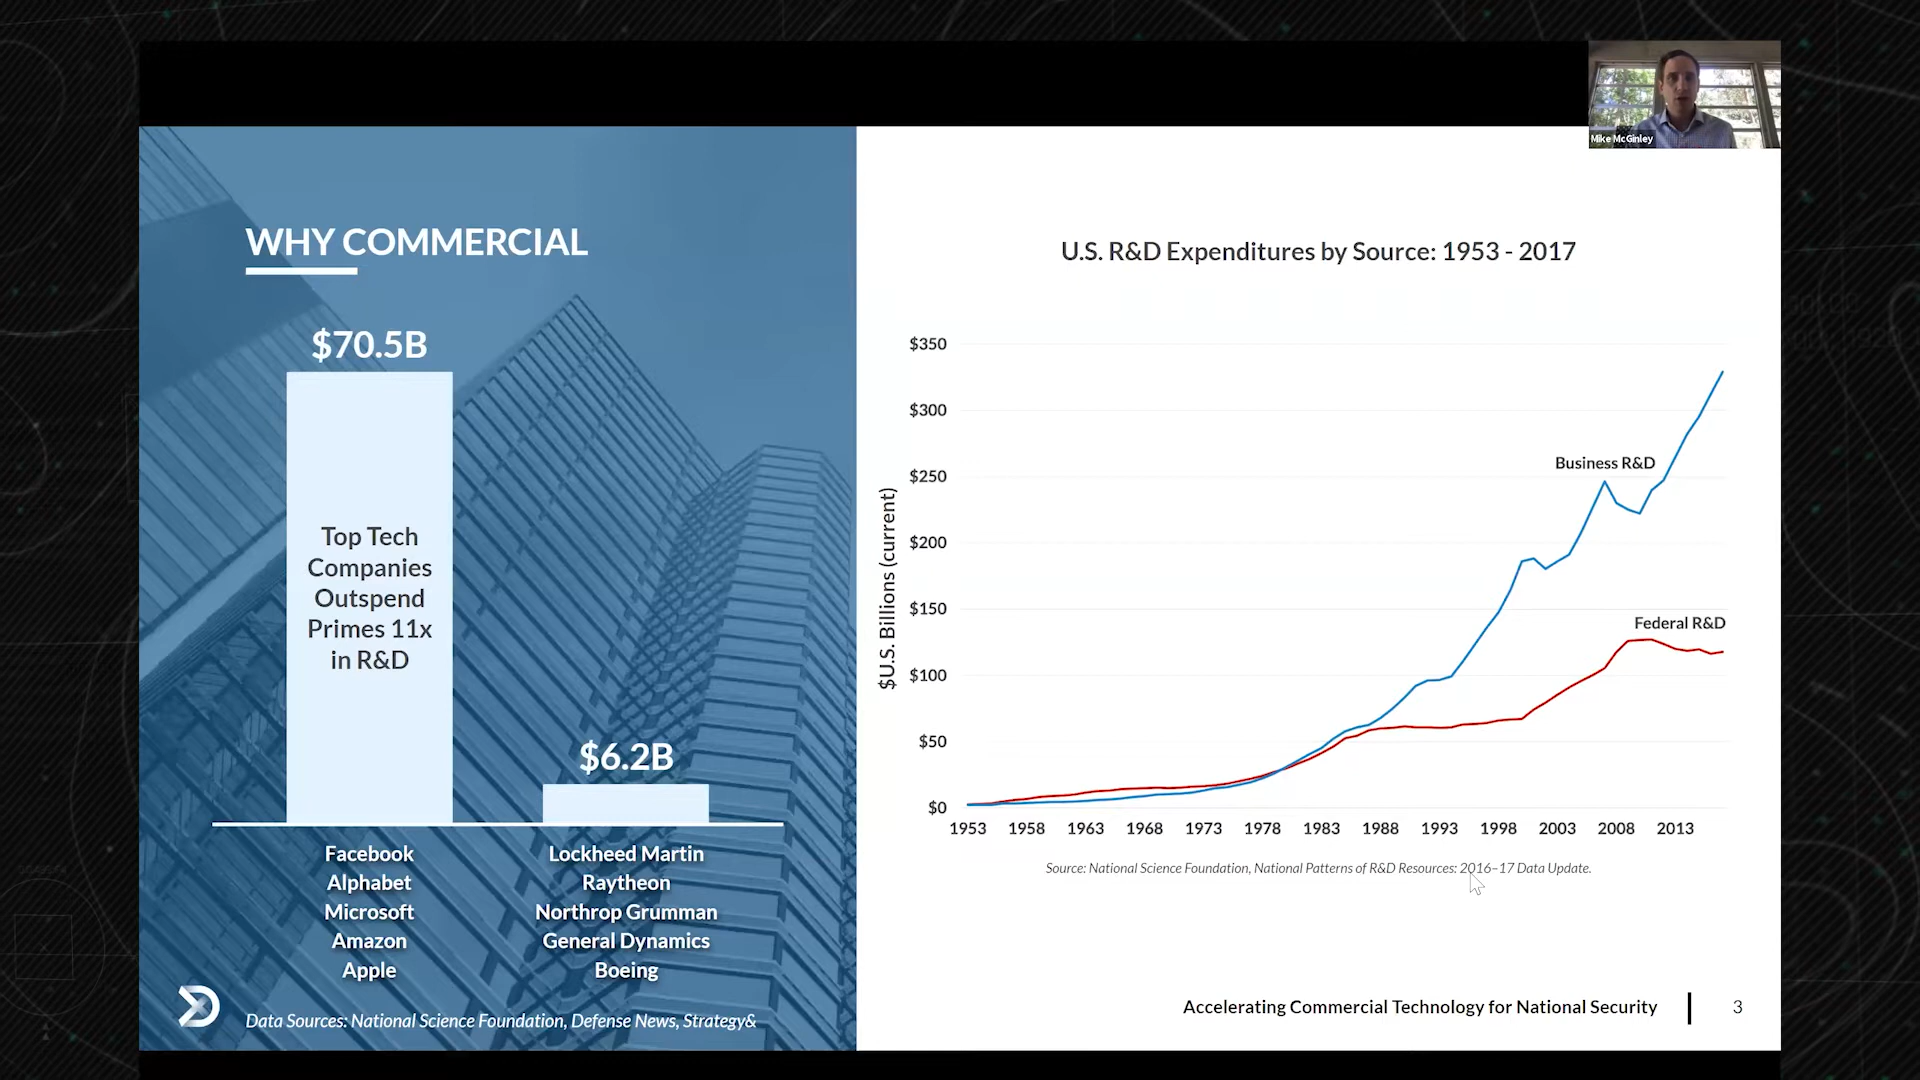 Mike McGinley
WHY COMMERCIAL
$70.5B
Top Tech
Companies
Outspend
Primes 11x
in R&D
$6.2B
Facebook
Alphabet
Microsoft
Amazon
Apple
Lockheed Martin
Raytheon
Northrop Grumman
General Dynamics
Boeing
Data Sources: National Science Foundation, Defense News, Strategy&
U.S. R&D Expenditures by Source: 1953 - 2017
$U.S. Billions (current)
$350
$300
$250
$200
$150
$100
$50
$0
Business R&D
Federal R&D
1953 1958 1963 1968 1973 1978 1983 1988 1993 1998 2003 2008 2013
Source: National Science Foundation, National Patterns of R&D Resources: 2016–17 Data Update.
Accelerating Commercial Technology for National Security
3